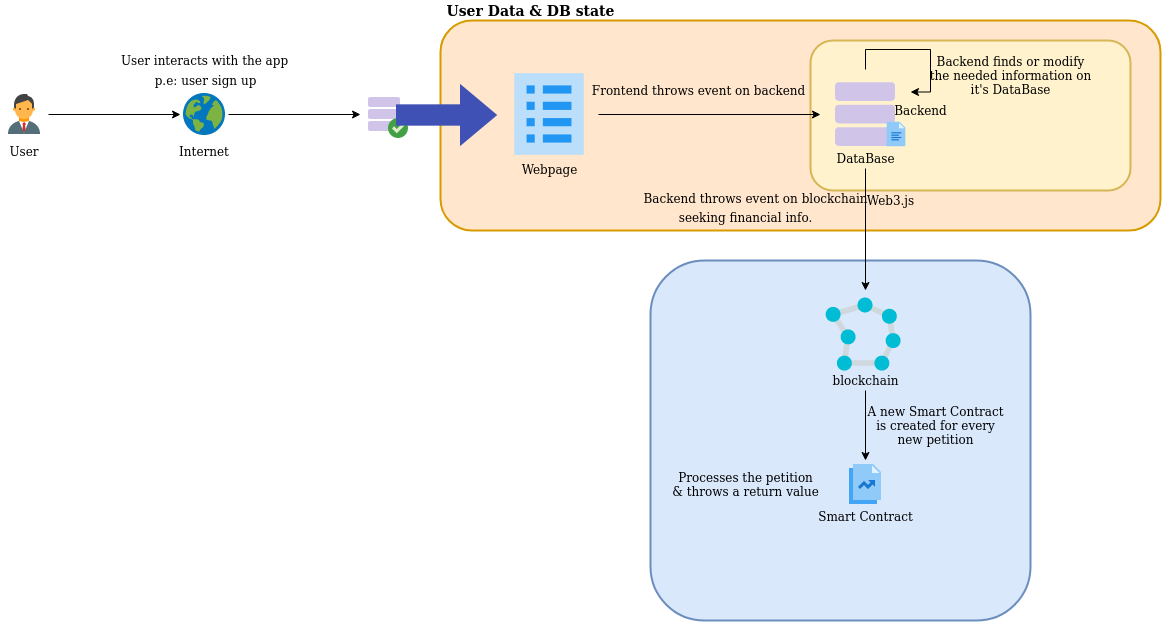 User Data & DB state
User interacts with the app
p.e: user sign up
User
Internet
Webpage
Frontend throws event on backend
Backend finds or modify
the needed information on
it's DataBase
Backend
DataBase
Backend throws event on blockchain
seeking financial info.
Web3.js
blockchain
A new Smart Contract
is created for every
new petition
Processes the petition
& throws a return value
Smart Contract